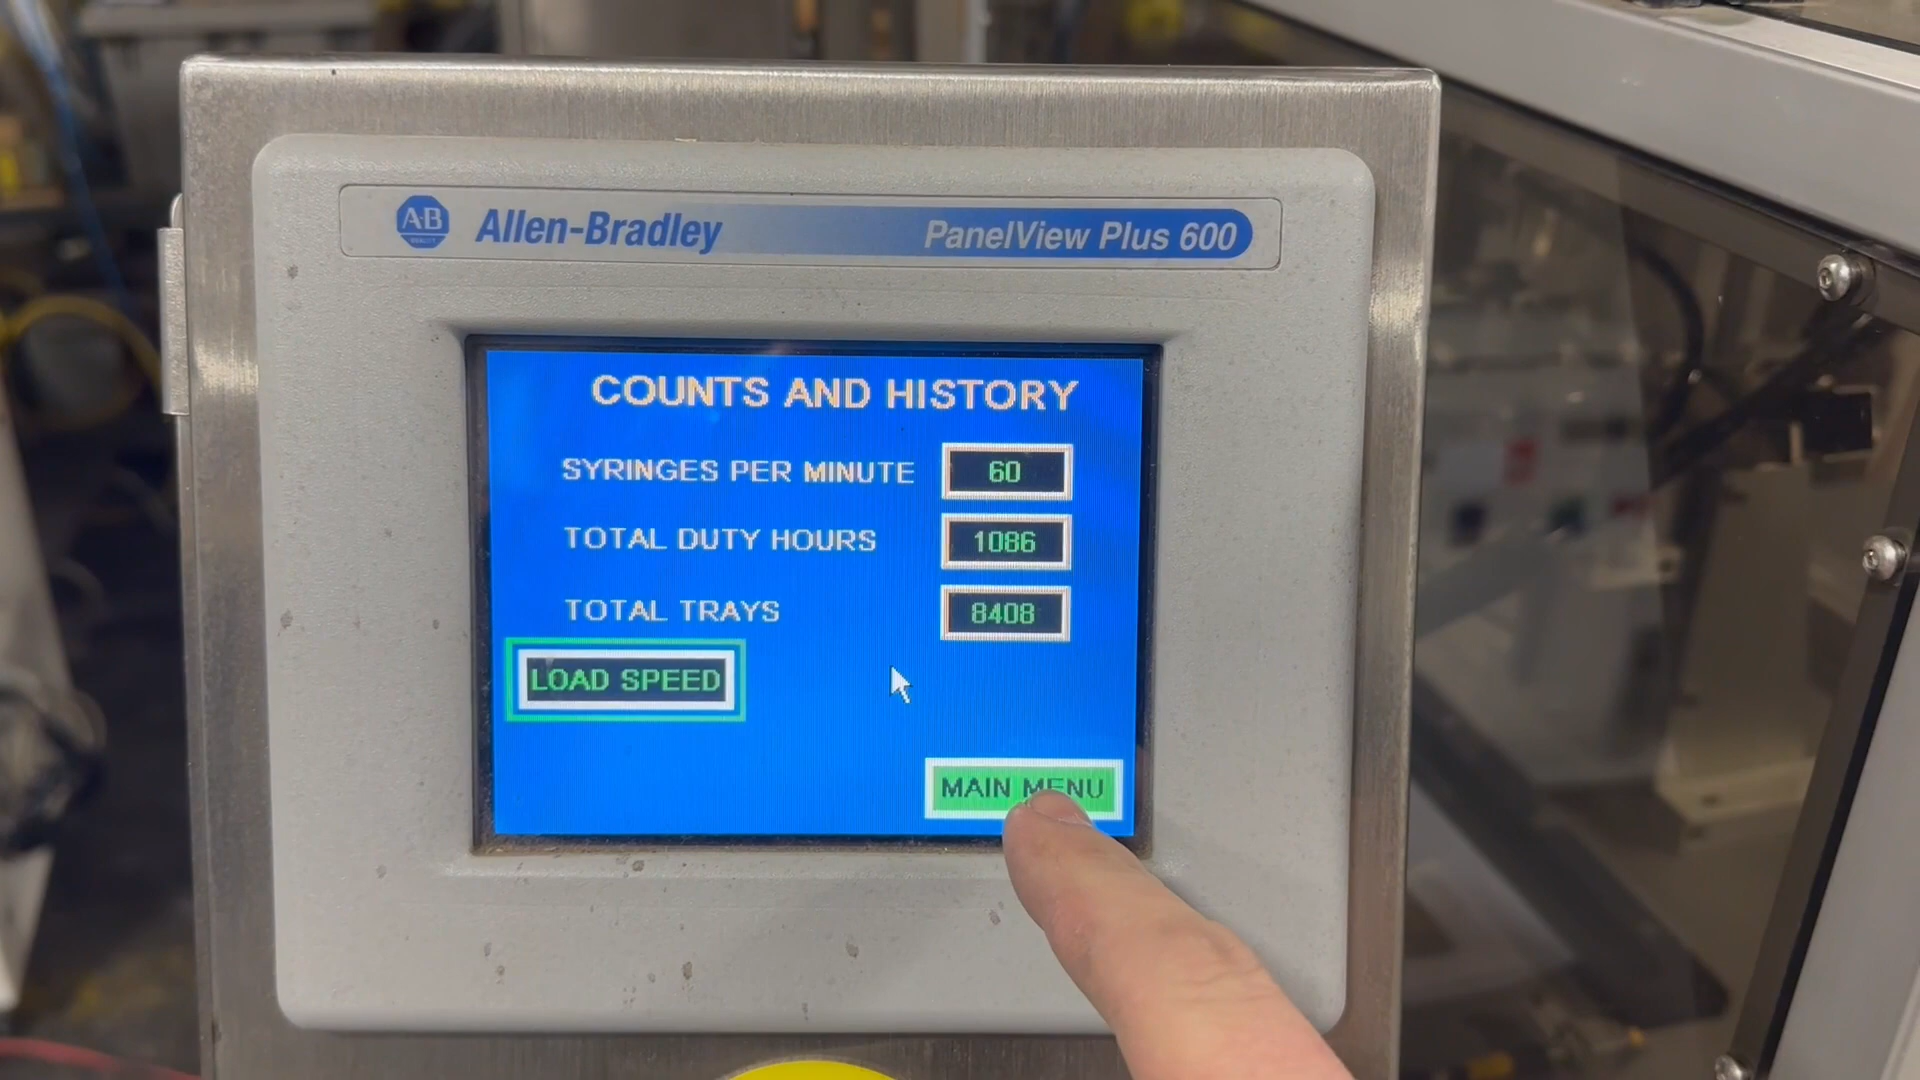 A-B
QUALITY
Allen-Bradley
PanelView Plus 600
COUNTS AND HISTORY
SYRINGES PER MINUTE 60
TOTAL DUTY HOURS 1086
TOTAL TRAYS 8408
LOAD SPEED
MAIN MENU